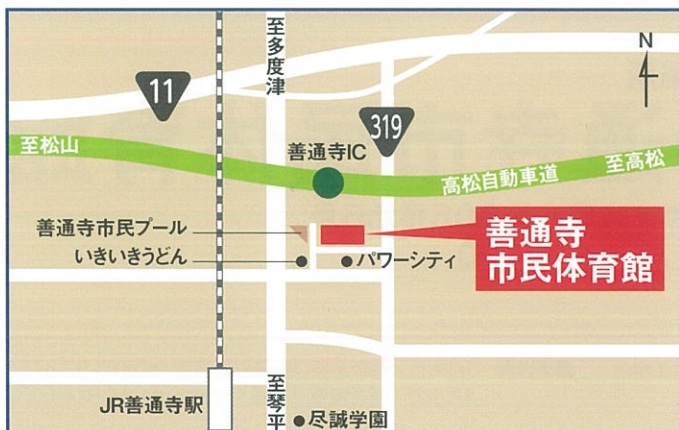 至多度津
N
11
319
至松山
善通寺IC
高松自動車道
至高松
善通寺市民プール
いきいきうどん
パワーシティ
善通寺
市民体育館
JR善通寺駅
至琴平
尽誠学園